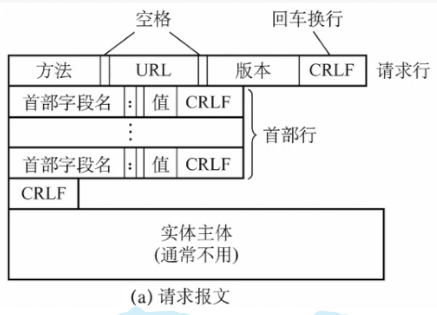 空格 回车换行
方法 URL 版本 CRLF 请求行
首部字段名 : 值 CRLF
⋮ 首部行
首部字段名 : 值 CRLF
CRLF
实体主体
(通常不用)
(a) 请求报文